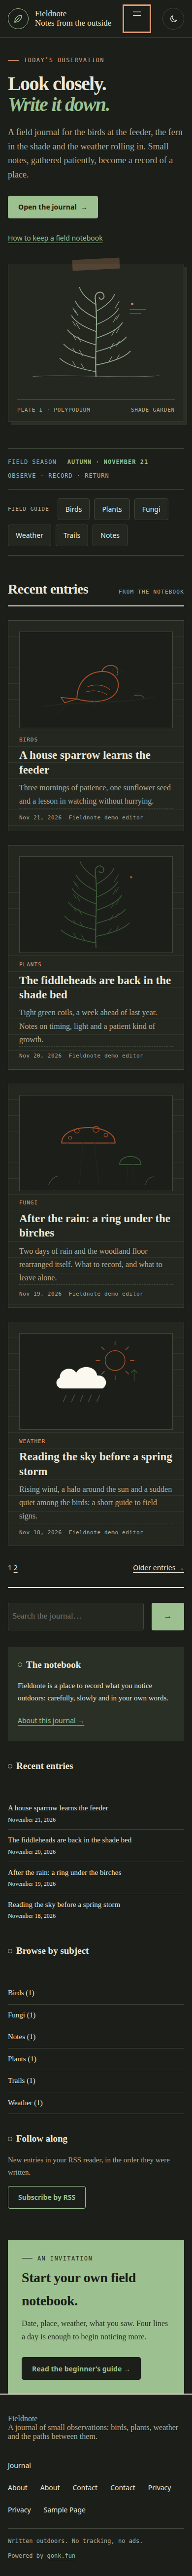 Fieldnote
Notes from the outside
TODAY'S OBSERVATION
Look closely.
Write it down.
A field journal for the birds at the feeder, the fern
in the shade and the weather rolling in. Small
notes, gathered patiently, become a record of a
place.
Open the journal →
How to keep a field notebook
PLATE I · POLYPODIUM SHADE GARDEN
FIELD SEASON AUTUMN · NOVEMBER 21
OBSERVE · RECORD · RETURN
FIELD GUIDE Birds Plants Fungi
Weather Trails Notes
Recent entries FROM THE NOTEBOOK
BIRDS
A house sparrow learns the
feeder
Three mornings of patience, one sunflower seed
and a lesson in watching without hurrying.
Nov 21, 2026 Fieldnote demo editor
PLANTS
The fiddleheads are back in the
shade bed
Tight green coils, a week ahead of last year.
Notes on timing, light and a patient kind of
growth.
Nov 20, 2026 Fieldnote demo editor
FUNGI
After the rain: a ring under the
birches
Two days of rain and the woodland floor
rearranged itself. What to record, and what to
leave alone.
Nov 19, 2026 Fieldnote demo editor
WEATHER
Reading the sky before a spring
storm
Rising wind, a halo around the sun and a sudden
quiet among the birds: a short guide to field
signs.
Nov 18, 2026 Fieldnote demo editor
1 2 Older entries →
Search the journal…
→
The notebook
Fieldnote is a place to record what you notice
outdoors: carefully, slowly and in your own words.
About this journal →
Recent entries
A house sparrow learns the feeder
November 21, 2026
The fiddleheads are back in the shade bed
November 20, 2026
After the rain: a ring under the birches
November 19, 2026
Reading the sky before a spring storm
November 18, 2026
Browse by subject
Birds (1)
Fungi (1)
Notes (1)
Plants (1)
Trails (1)
Weather (1)
Follow along
New entries in your RSS reader, in the order they were
written.
Subscribe by RSS
AN INVITATION
Start your own field
notebook.
Date, place, weather, what you saw. Four lines
a day is enough to begin noticing more.
Read the beginner's guide →
Fieldnote
A journal of small observations: birds, plants, weather
and the paths between them.
Journal
About About Contact Contact Privacy
Privacy Sample Page
Written outdoors. No tracking, no ads.
Powered by gonk.fun